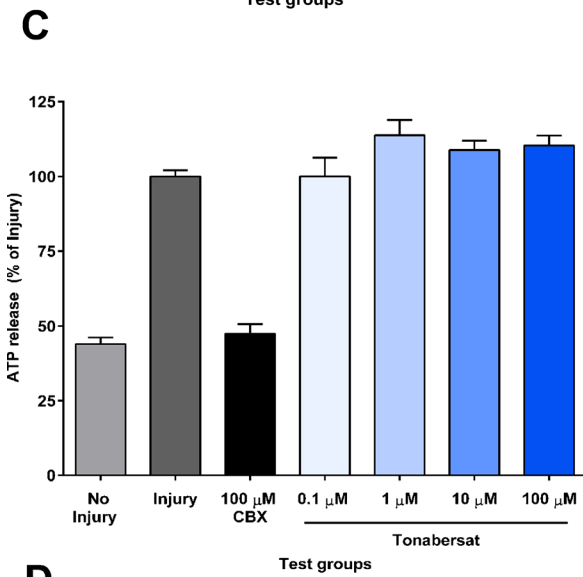 Test groups
C
125
100
75
50
25
0
ATP release (% of Injury)
No Injury
Injury
100 μM CBX
0.1 μM
1 μM
10 μM
100 μM
Tonabersat
Test groups
D